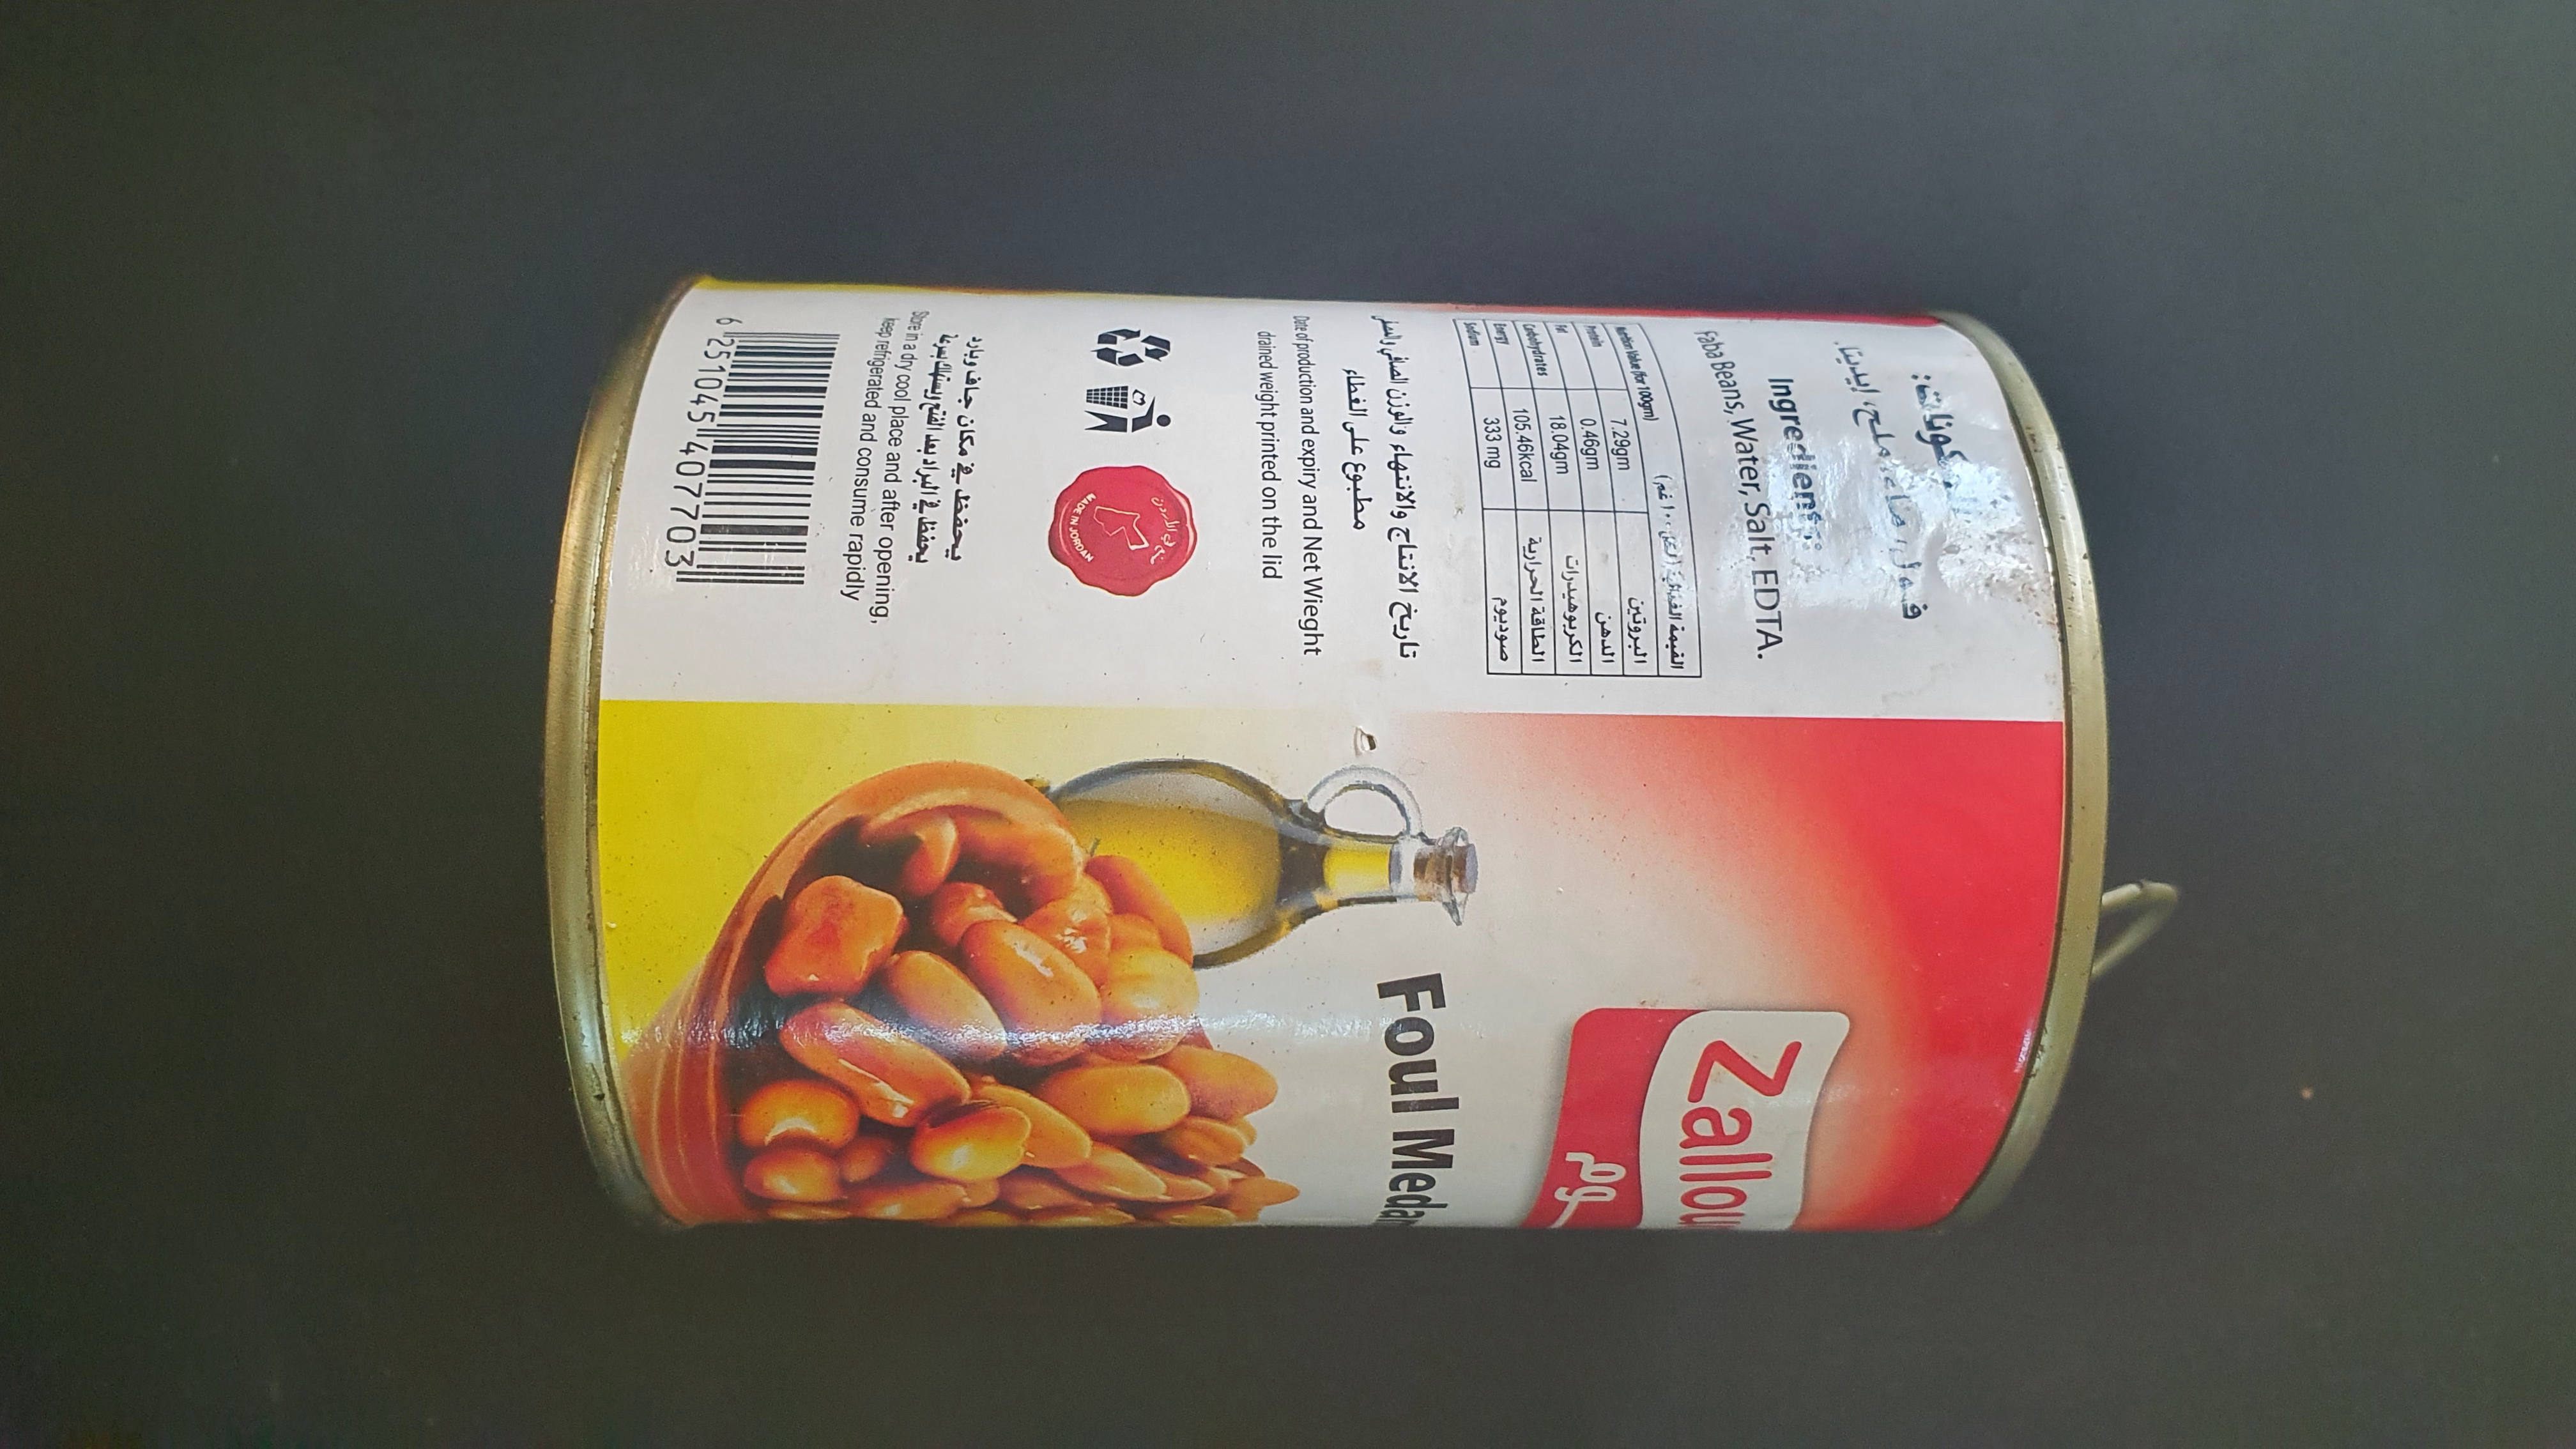 المكونات:
فول، ماء، ملح، إيديتا.
Ingredients:
Faba Beans, Water, Salt, EDTA.
Nutrition Value (for 100gm) القيمة الغذائية (لكل ١٠٠ غم)
Protein 7.29gm البروتين
Fat 0.46gm الدهن
Carbohydrates 18.04gm الكربوهيدرات
Energy 105.46kcal الطاقة الحرارية
Sodium 333 mg صوديوم
تاريخ الانتاج والانتهاء والوزن الصافي والمصفى
مطبوع على الغطاء
Date of production and expiry and Net Wieght
drained weight printed on the lid
MADE IN JORDAN
يحفظ في مكان جاف وبارد
يحفظ في البراد بعد الفتح ويستهلك بسرعة
Store in a dry cool place and after opening,
keep refrigerated and consume rapidly
6 251045 407703
Zallou
وم
Foul Medam